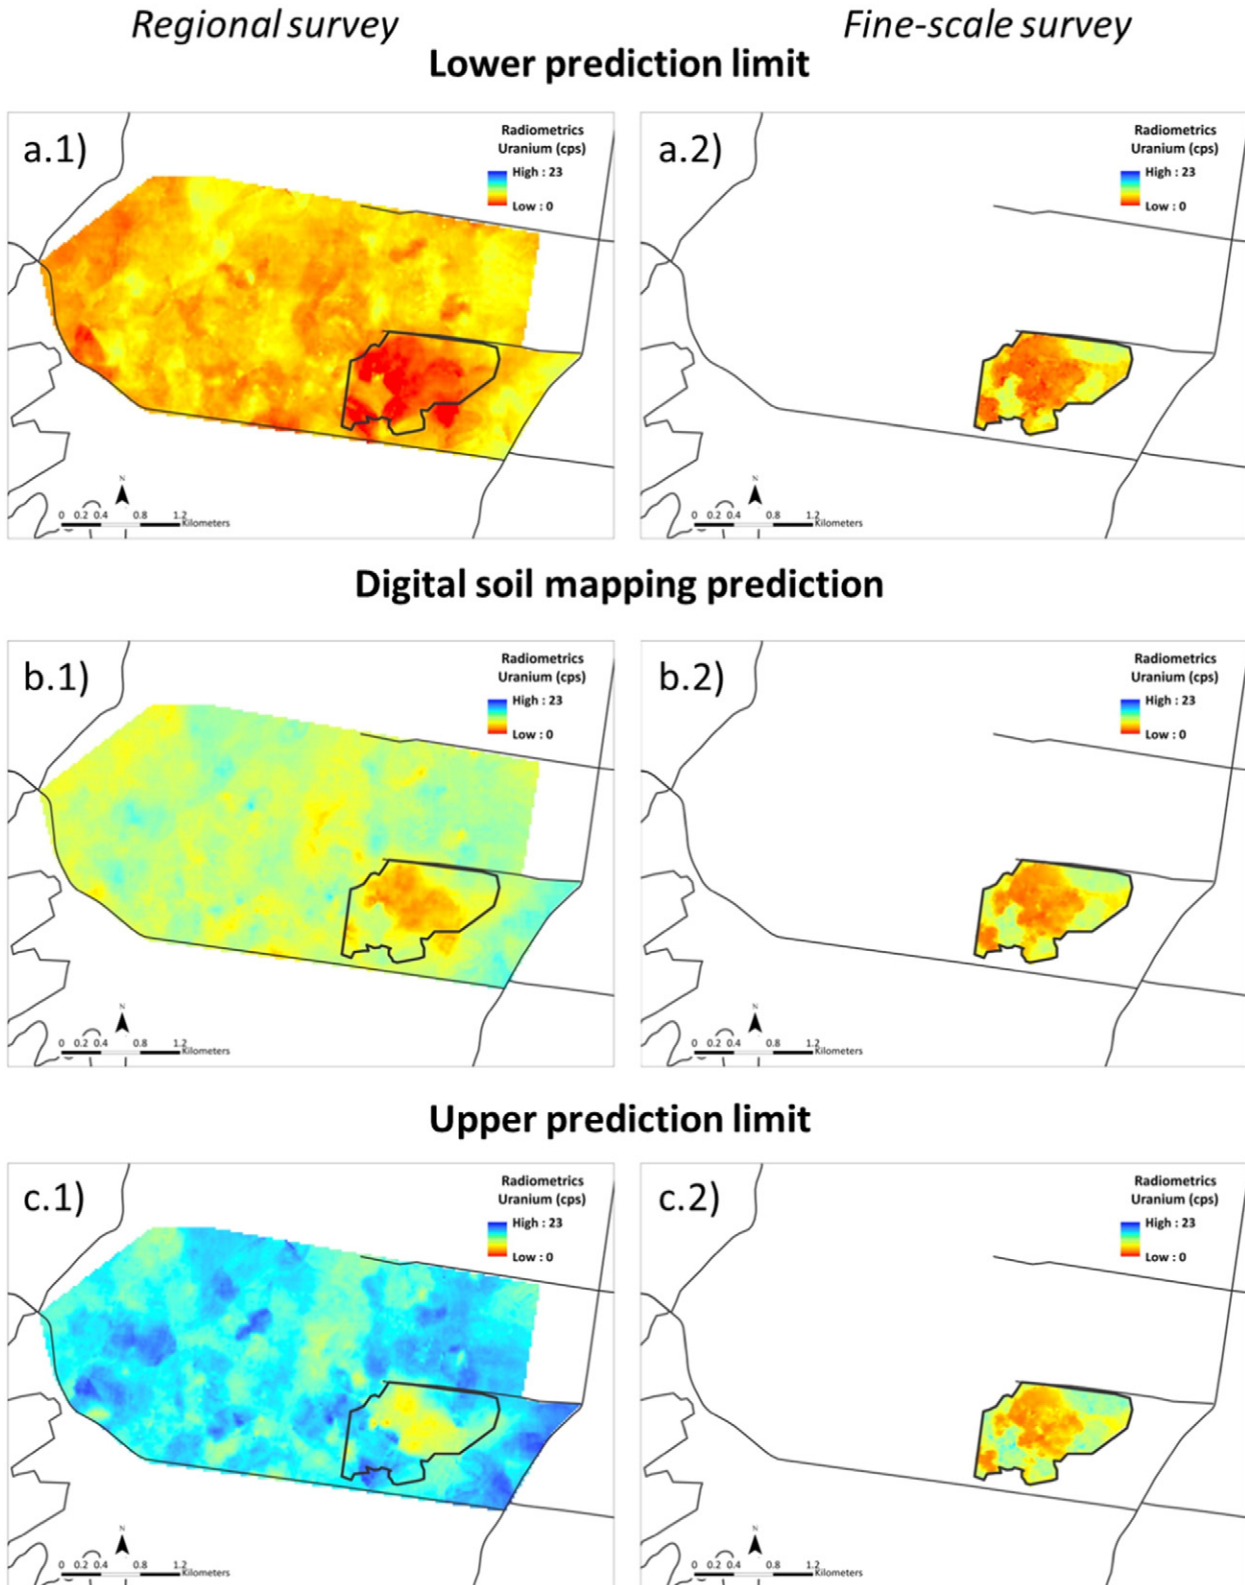 Regional survey
Fine-scale survey
Lower prediction limit
a.1)
Radiometrics
Uranium (cps)
High : 23
Low : 0
N
0 0.2 0.4 0.8 1.2
Kilometers
a.2)
Radiometrics
Uranium (cps)
High : 23
Low : 0
N
0 0.2 0.4 0.8 1.2
Kilometers
Digital soil mapping prediction
b.1)
Radiometrics
Uranium (cps)
High : 23
Low : 0
N
0 0.2 0.4 0.8 1.2
Kilometers
b.2)
Radiometrics
Uranium (cps)
High : 23
Low : 0
N
0 0.2 0.4 0.8 1.2
Kilometers
Upper prediction limit
c.1)
Radiometrics
Uranium (cps)
High : 23
Low : 0
N
0 0.2 0.4 0.8 1.2
Kilometers
c.2)
Radiometrics
Uranium (cps)
High : 23
Low : 0
N
0 0.2 0.4 0.8 1.2
Kilometers